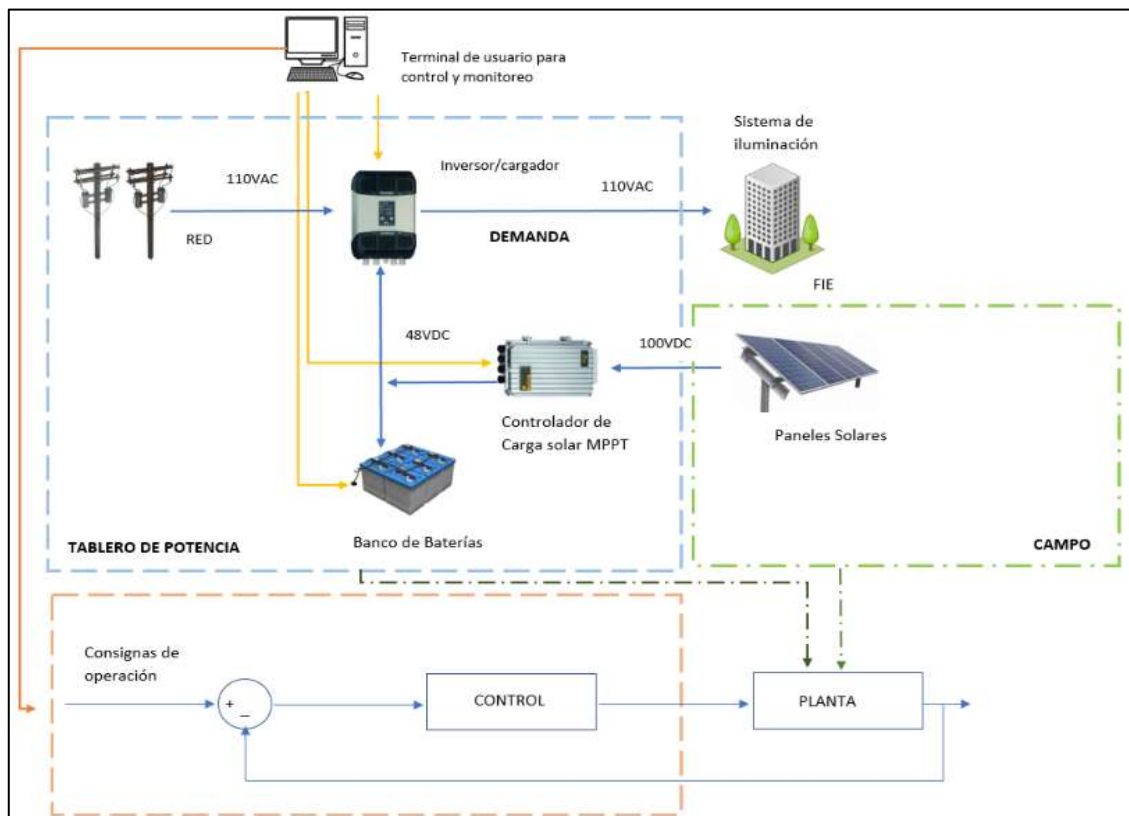 Terminal de usuario para
control y monitoreo
Sistema de
iluminación
110VAC
Inversor/cargador
110VAC
RED
DEMANDA
FIE
48VDC
100VDC
Controlador de
Carga solar MPPT
Paneles Solares
TABLERO DE POTENCIA
Banco de Baterías
CAMPO
Consignas de
operación
+
−
CONTROL
PLANTA